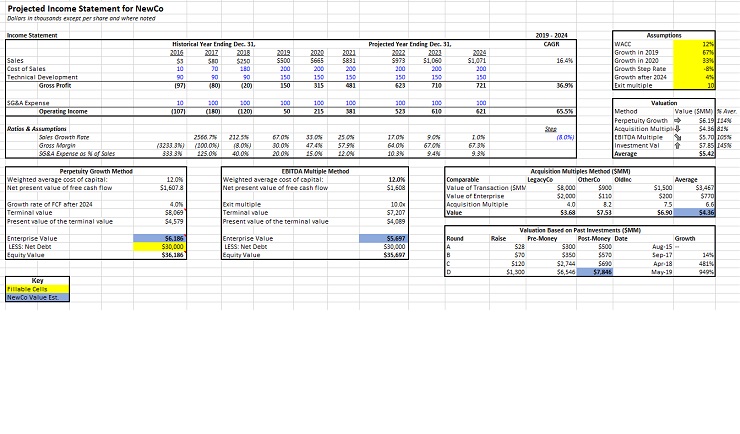 Projected Income Statement for NewCo
Dollars in thousands except per share and where noted
Income Statement 2019 - 2024
Historical Year Ending Dec. 31, Projected Year Ending Dec. 31, CAGR
2016 2017 2018 2019 2020 2021 2022 2023 2024
Sales $3 $80 $250 $500 $665 $831 $973 $1,060 $1,071 16.4%
Cost of Sales 10 70 180 200 200 200 200 200 200
Technical Development 90 90 90 150 150 150 150 150 150
Gross Profit (97) (80) (20) 150 315 481 623 710 721 36.9%
SG&A Expense 10 100 100 100 100 100 100 100 100
Operating Income (107) (180) (120) 50 215 381 523 610 621 65.5%
Ratios & Assumptions Step
Sales Growth Rate 2566.7% 212.5% 67.0% 33.0% 25.0% 17.0% 9.0% 1.0% (8.0%)
Gross Margin (3233.3%) (100.0%) (8.0%) 30.0% 47.4% 57.9% 64.0% 67.0% 67.3%
SG&A Expense as % of Sales 333.3% 125.0% 40.0% 20.0% 15.0% 12.0% 10.3% 9.4% 9.3%
Assumptions
WACC 12%
Growth in 2019 67%
Growth in 2020 33%
Growth Step Rate -8%
Growth after 2024 4%
Exit multiple 10
Valuation
Method Value ($MM) % Aver
Perpetuity Growth $6.19 114%
Acquisition Multipl $4.36 81%
EBITDA Multiple $5.70 105%
Investment Val $7.85 145%
Average $5.42
Perpetuity Growth Method
Weighted average cost of capital: 12.0%
Net present value of free cash flow $1,607.8
Growth rate of FCF after 2024 4.0%
Terminal value $8,069
Present value of the terminal value $4,579
Enterprise Value $6,186
LESS: Net Debt $30,000
Equity Value $36,186
EBITDA Multiple Method
Weighted average cost of capital: 12.0%
Net present value of free cash flow $1,608
Exit multiple 10.0x
Terminal value $7,207
Present value of the terminal value $4,089
Enterprise Value $5,697
LESS: Net Debt $30,000
Equity Value $35,697
Acquisition Multiples Method ($MM)
Comparable LegacyCo OtherCo OldInc Average
Value of Transaction ($MM $8,000 $900 $1,500 $3,467
Value of Enterprise $2,000 $110 $200 $770
Acquisition Multiple 4.0 8.2 7.5 6.6
Value $3.68 $7.53 $6.90 $4.36
Valuation Based on Past Investments ($MM)
Round Raise Pre-Money Post-Money Date Growth
A $28 $300 $500 Aug-15 --
B $70 $350 $570 Sep-17 14%
C $120 $2,744 $690 Apr-18 481%
D $1,300 $6,546 $7,846 May-19 949%
Key
Fillable Cells
NewCo Value Est.